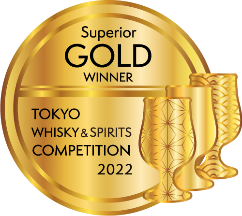 Superior
GOLD
WINNER
TOKYO
WHISKY & SPIRITS
COMPETITION
2022